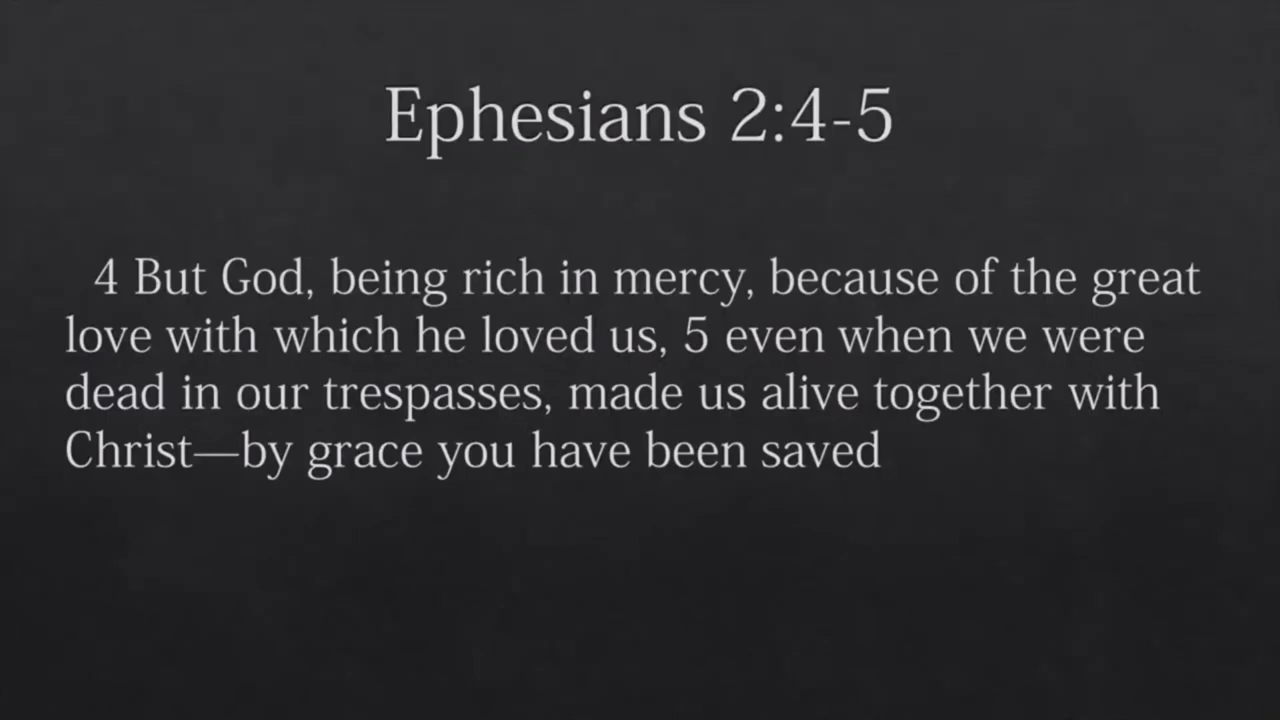 Ephesians 2:4-5
4 But God, being rich in mercy, because of the great
love with which he loved us, 5 even when we were
dead in our trespasses, made us alive together with
Christ—by grace you have been saved